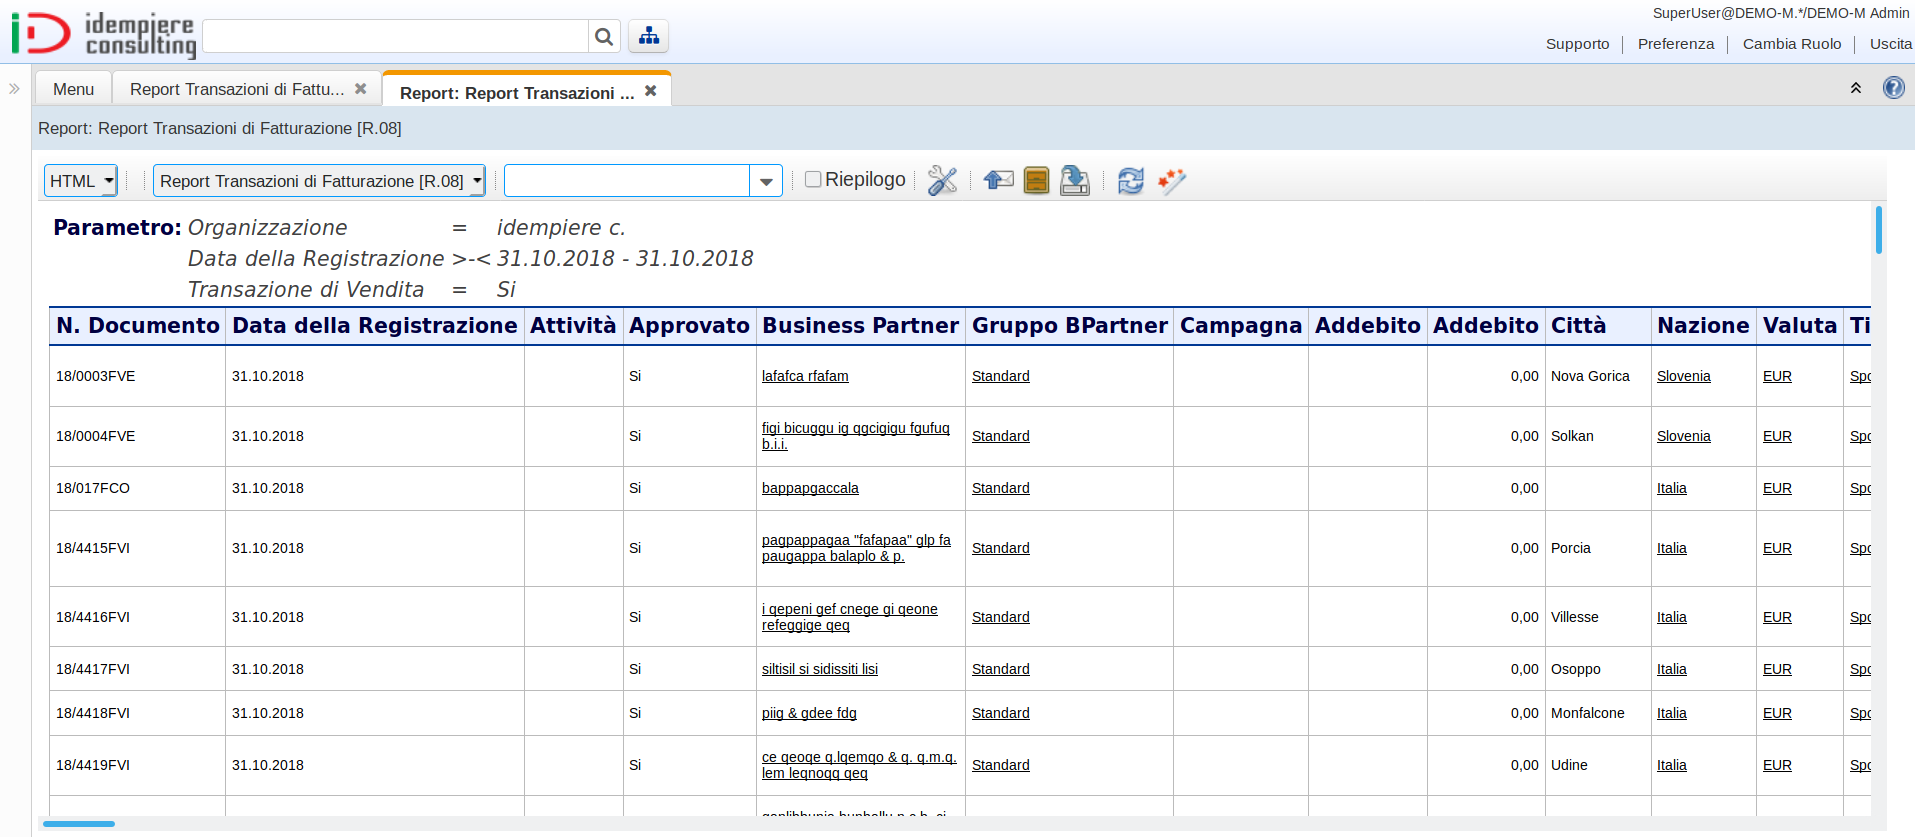 idempiere
consulting
SuperUser@DEMO-M.*/DEMO-M Admin
Supporto
Preferenza
Cambia Ruolo
Uscita
Menu
Report Transazioni di Fattu...
Report: Report Transazioni ...
Report: Report Transazioni di Fatturazione [R.08]
HTML
Report Transazioni di Fatturazione [R.08]
Riepilogo
Parametro: Organizzazione = idempiere c.
Data della Registrazione >-< 31.10.2018 - 31.10.2018
Transazione di Vendita = Si
N. Documento Data della Registrazione Attività Approvato Business Partner Gruppo BPartner Campagna Addebito Addebito Città Nazione Valuta Ti
18/0003FVE 31.10.2018 Si lafafca rfafam Standard 0,00 Nova Gorica Slovenia EUR Spo
18/0004FVE 31.10.2018 Si figi bicuggu ig qgcigigu fgufuq b.i.i. Standard 0,00 Solkan Slovenia EUR Spo
18/017FCO 31.10.2018 Si bappapgaccala Standard 0,00 Italia EUR Spo
18/4415FVI 31.10.2018 Si pagpappagaa "fafapaa" glp fa paugappa balaplo & p. Standard 0,00 Porcia Italia EUR Spo
18/4416FVI 31.10.2018 Si i qepeni gef cnege gi qeone refeggige qeq Standard 0,00 Villesse Italia EUR Spo
18/4417FVI 31.10.2018 Si siltisil si sidissiti lisi Standard 0,00 Osoppo Italia EUR Spo
18/4418FVI 31.10.2018 Si piig & gdee fdg Standard 0,00 Monfalcone Italia EUR Spo
18/4419FVI 31.10.2018 Si ce qeoqe q.lqemqo & q. q.m.q. lem leqnoqq qeq Standard 0,00 Udine Italia EUR Spo